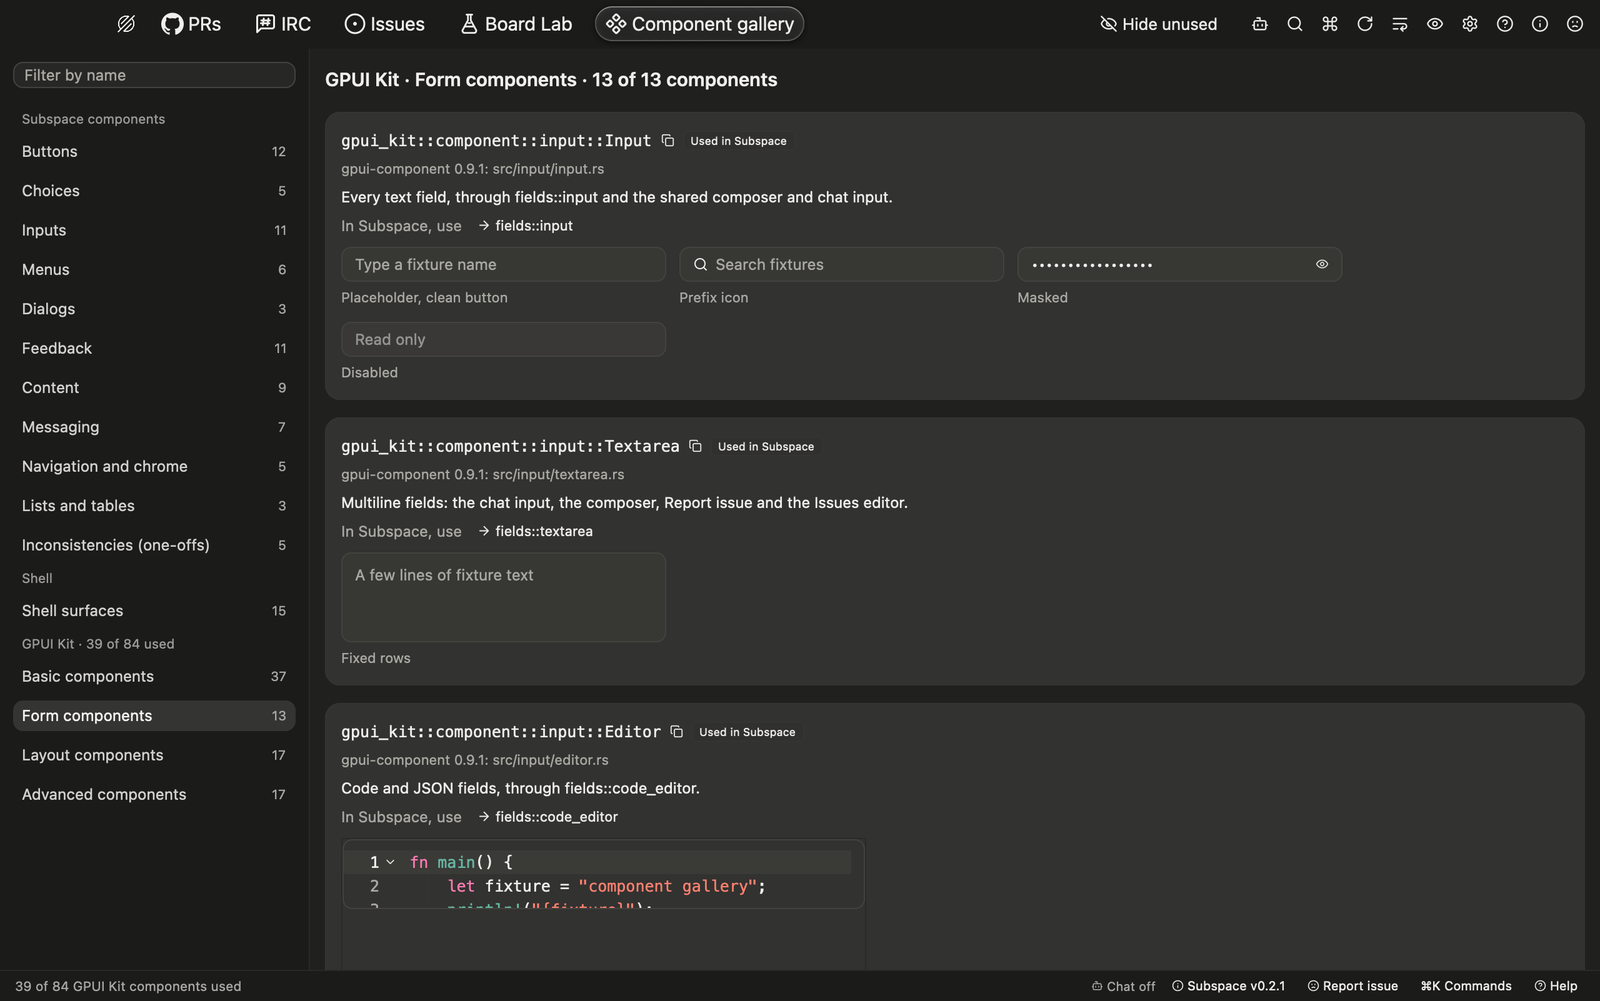 PRs
IRC
Issues
Board Lab
Component gallery
Hide unused
Filter by name
Subspace components
Buttons 12
Choices 5
Inputs 11
Menus 6
Dialogs 3
Feedback 11
Content 9
Messaging 7
Navigation and chrome 5
Lists and tables 3
Inconsistencies (one-offs) 5
Shell
Shell surfaces 15
GPUI Kit · 39 of 84 used
Basic components 37
Form components 13
Layout components 17
Advanced components 17
GPUI Kit · Form components · 13 of 13 components
gpui_kit::component::input::Input Used in Subspace
gpui-component 0.9.1: src/input/input.rs
Every text field, through fields::input and the shared composer and chat input.
In Subspace, use → fields::input
Type a fixture name
Placeholder, clean button
Search fixtures
Prefix icon
•••••••••••••••••
Masked
Read only
Disabled
gpui_kit::component::input::Textarea Used in Subspace
gpui-component 0.9.1: src/input/textarea.rs
Multiline fields: the chat input, the composer, Report issue and the Issues editor.
In Subspace, use → fields::textarea
A few lines of fixture text
Fixed rows
gpui_kit::component::input::Editor Used in Subspace
gpui-component 0.9.1: src/input/editor.rs
Code and JSON fields, through fields::code_editor.
In Subspace, use → fields::code_editor
1 fn main() {
2 let fixture = "component gallery";
3 println!("{fixture}");
39 of 84 GPUI Kit components used
Chat off
Subspace v0.2.1
Report issue
⌘K Commands
Help